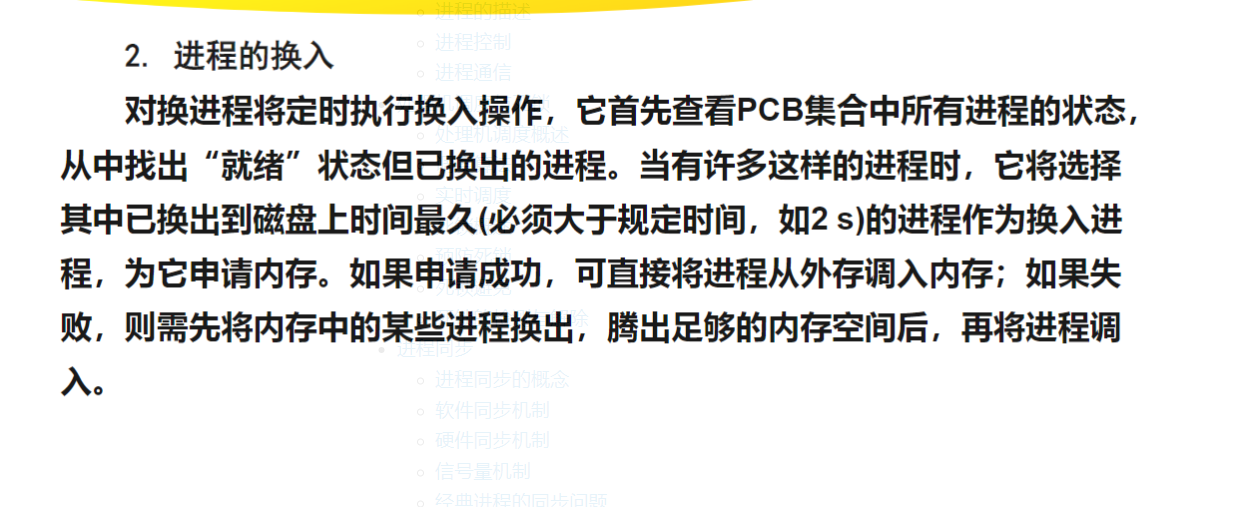 进程的描述
2. 进程的换入
进程控制
进程通信
对换进程将定时执行换入操作，它首先查看PCB集合中所有进程的状态，
处理机调度概述
从中找出“就绪”状态但已换出的进程。当有许多这样的进程时，它将选择
实时调度
其中已换出到磁盘上时间最久(必须大于规定时间，如2 s)的进程作为换入进
程，为它申请内存。如果申请成功，可直接将进程从外存调入内存；如果失
败，则需先将内存中的某些进程换出，腾出足够的内存空间后，再将进程调
进程同步
入。
进程同步的概念
软件同步机制
硬件同步机制
信号量机制
经典进程的同步问题